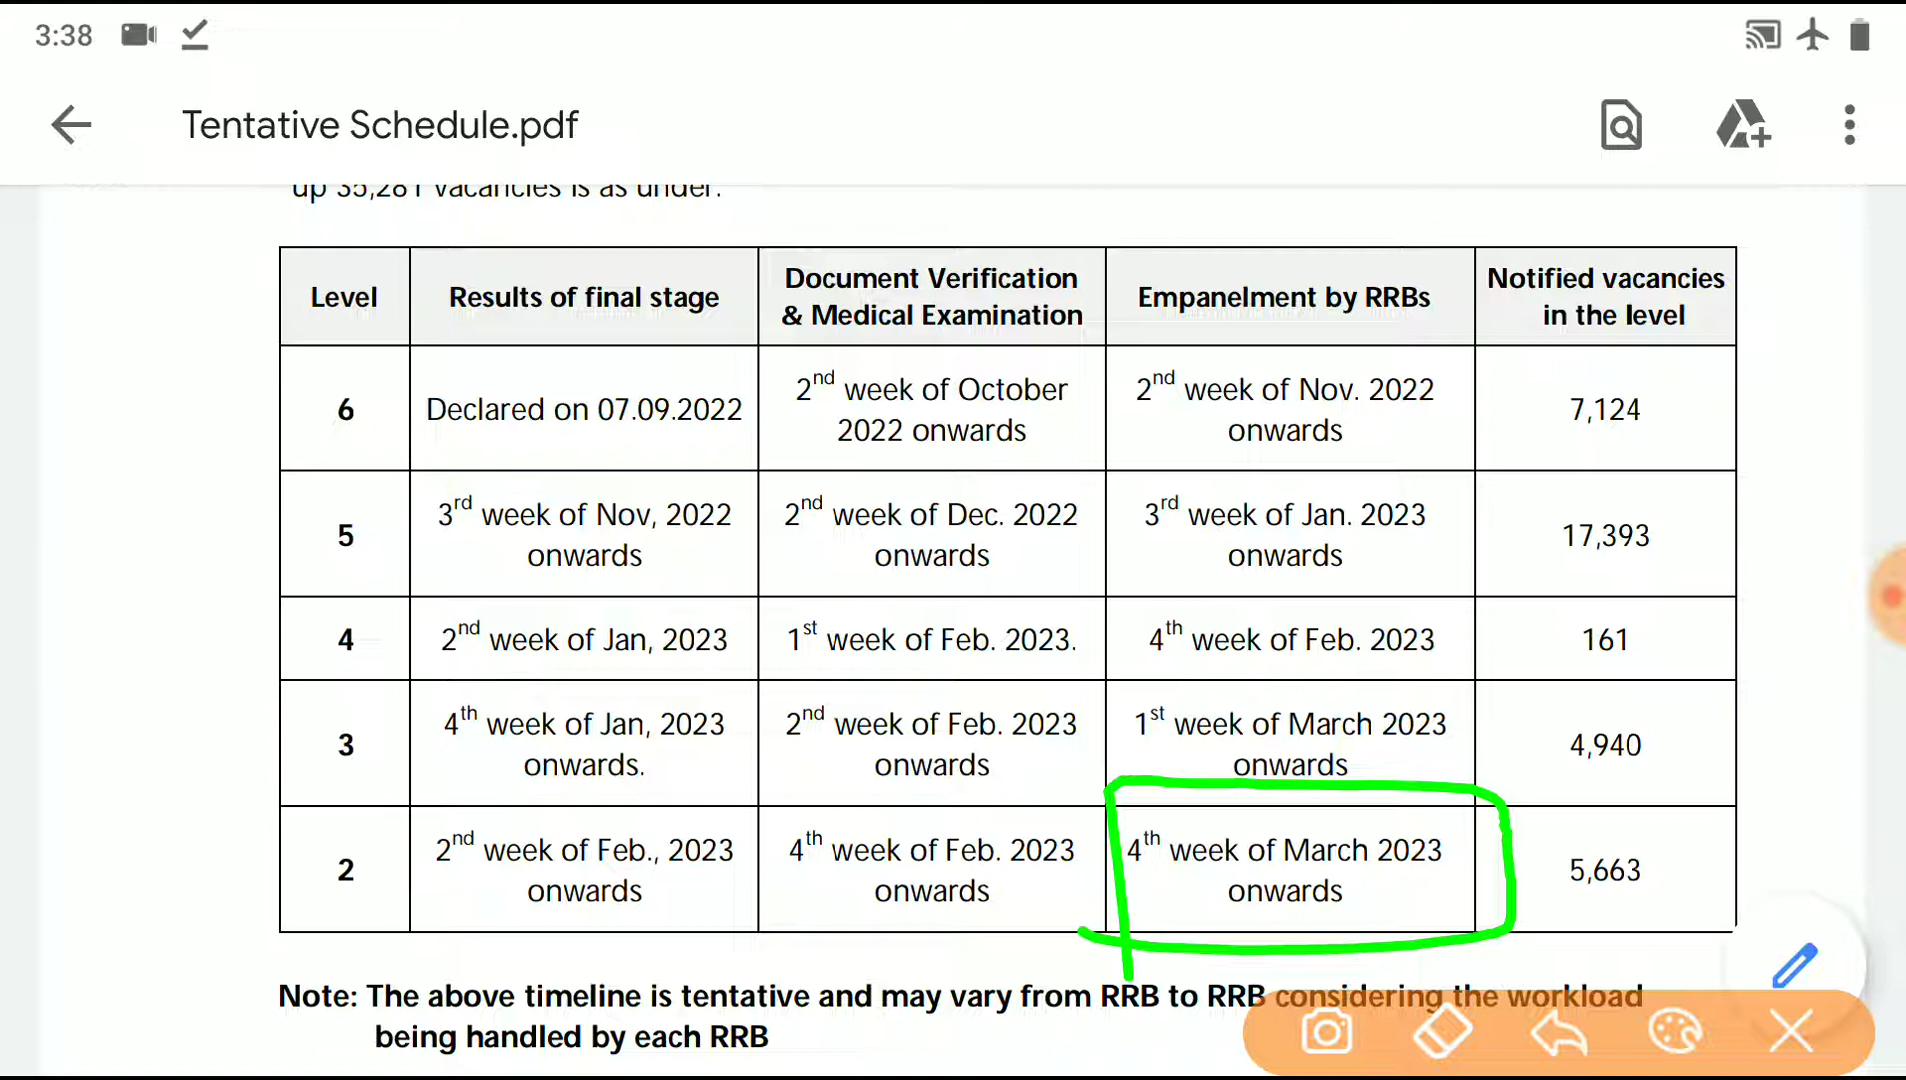 3:38
Tentative Schedule.pdf
up 35,281 vacancies is as under:
Level
Results of final stage
Document Verification
& Medical Examination
Empanelment by RRBs
Notified vacancies
in the level
6
Declared on 07.09.2022
2nd week of October
2022 onwards
2nd week of Nov. 2022
onwards
7,124
5
3rd week of Nov, 2022
onwards
2nd week of Dec. 2022
onwards
3rd week of Jan. 2023
onwards
17,393
4
2nd week of Jan, 2023
1st week of Feb. 2023.
4th week of Feb. 2023
161
3
4th week of Jan, 2023
onwards.
2nd week of Feb. 2023
onwards
1st week of March 2023
onwards
4,940
2
2nd week of Feb., 2023
onwards
4th week of Feb. 2023
onwards
4th week of March 2023
onwards
5,663
Note: The above timeline is tentative and may vary from RRB to RRB considering the workload
being handled by each RRB